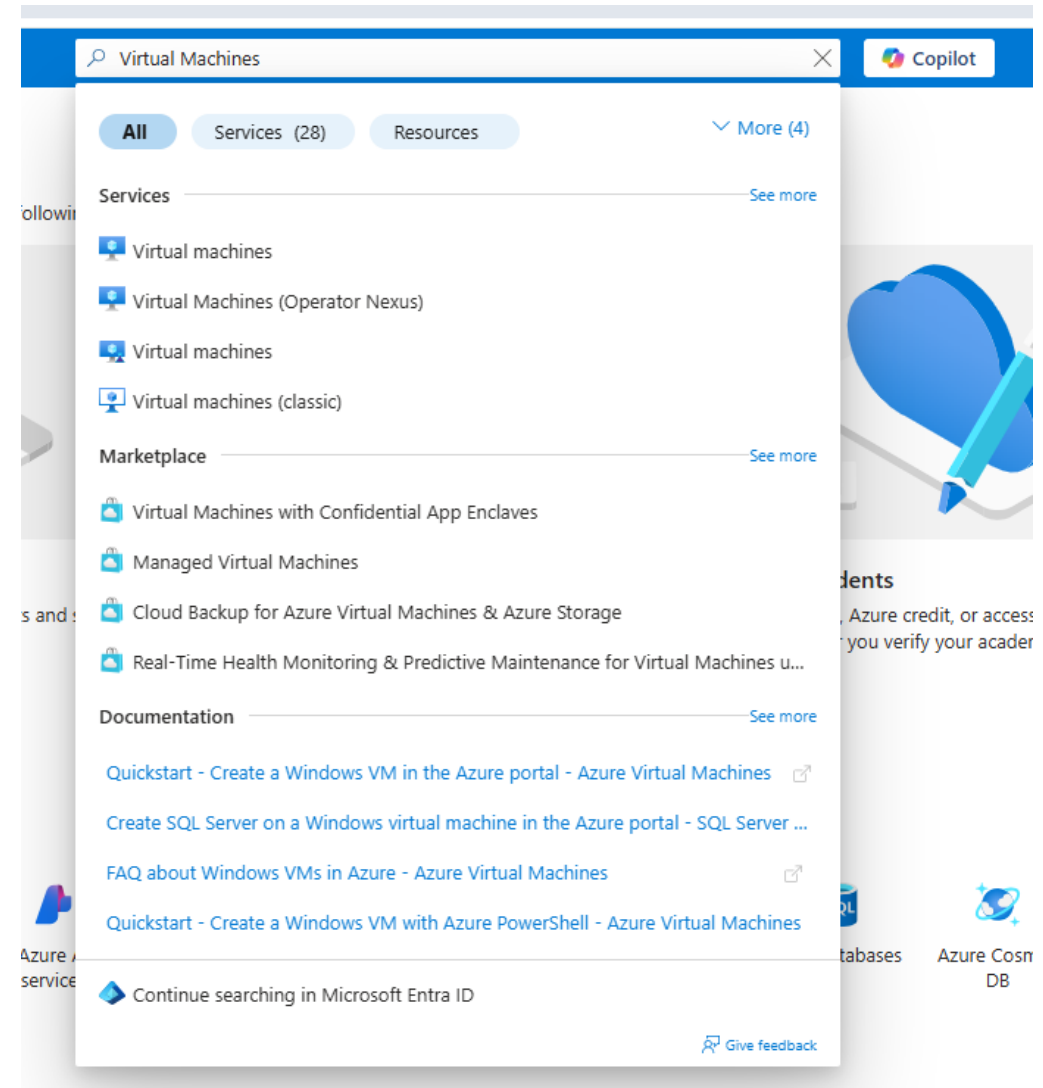 Virtual Machines
Copilot
All
Services (28)
Resources
More (4)
Services
See more
Virtual machines
Virtual Machines (Operator Nexus)
Virtual machines
Virtual machines (classic)
Marketplace
See more
Virtual Machines with Confidential App Enclaves
Managed Virtual Machines
Cloud Backup for Azure Virtual Machines & Azure Storage
Real-Time Health Monitoring & Predictive Maintenance for Virtual Machines u...
Documentation
See more
Quickstart - Create a Windows VM in the Azure portal - Azure Virtual Machines
Create SQL Server on a Windows virtual machine in the Azure portal - SQL Server ...
FAQ about Windows VMs in Azure - Azure Virtual Machines
Quickstart - Create a Windows VM with Azure PowerShell - Azure Virtual Machines
Continue searching in Microsoft Entra ID
Give feedback
ollowi
s and
dents
, Azure credit, or access
you verify your acader
Azure
service
QL
tabases
Azure Cosm
DB